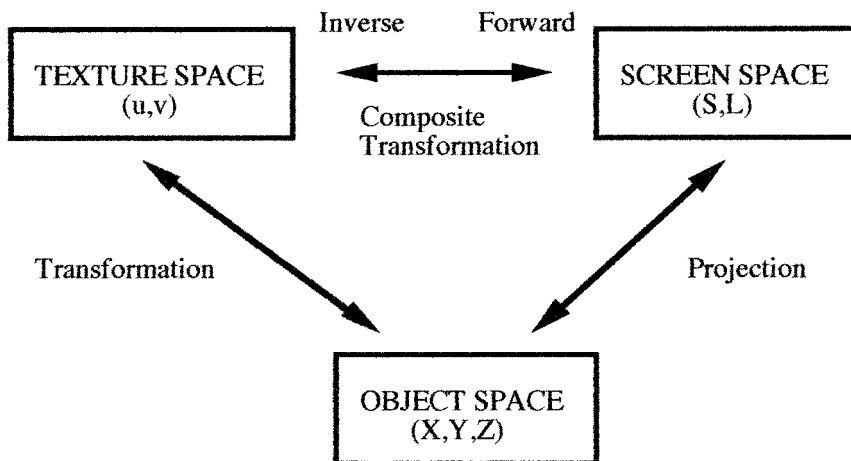 Inverse Forward
TEXTURE SPACE
(u,v)
SCREEN SPACE
(S,L)
Composite
Transformation
Transformation
Projection
OBJECT SPACE
(X,Y,Z)